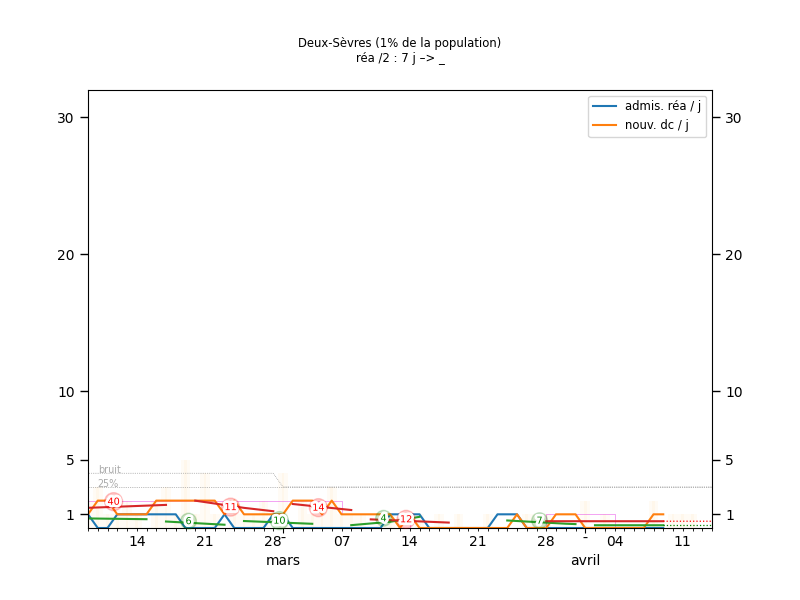 Deux-Sèvres (1% de la population)
réa /2 : 7 j –> _
admis. réa / j
nouv. dc / j
30 30
20 20
10 10
5 5
1 1
bruit
25%
40 6 11 10 14 4 12 7
14 21 28 07 14 21 28 04 11
mars avril